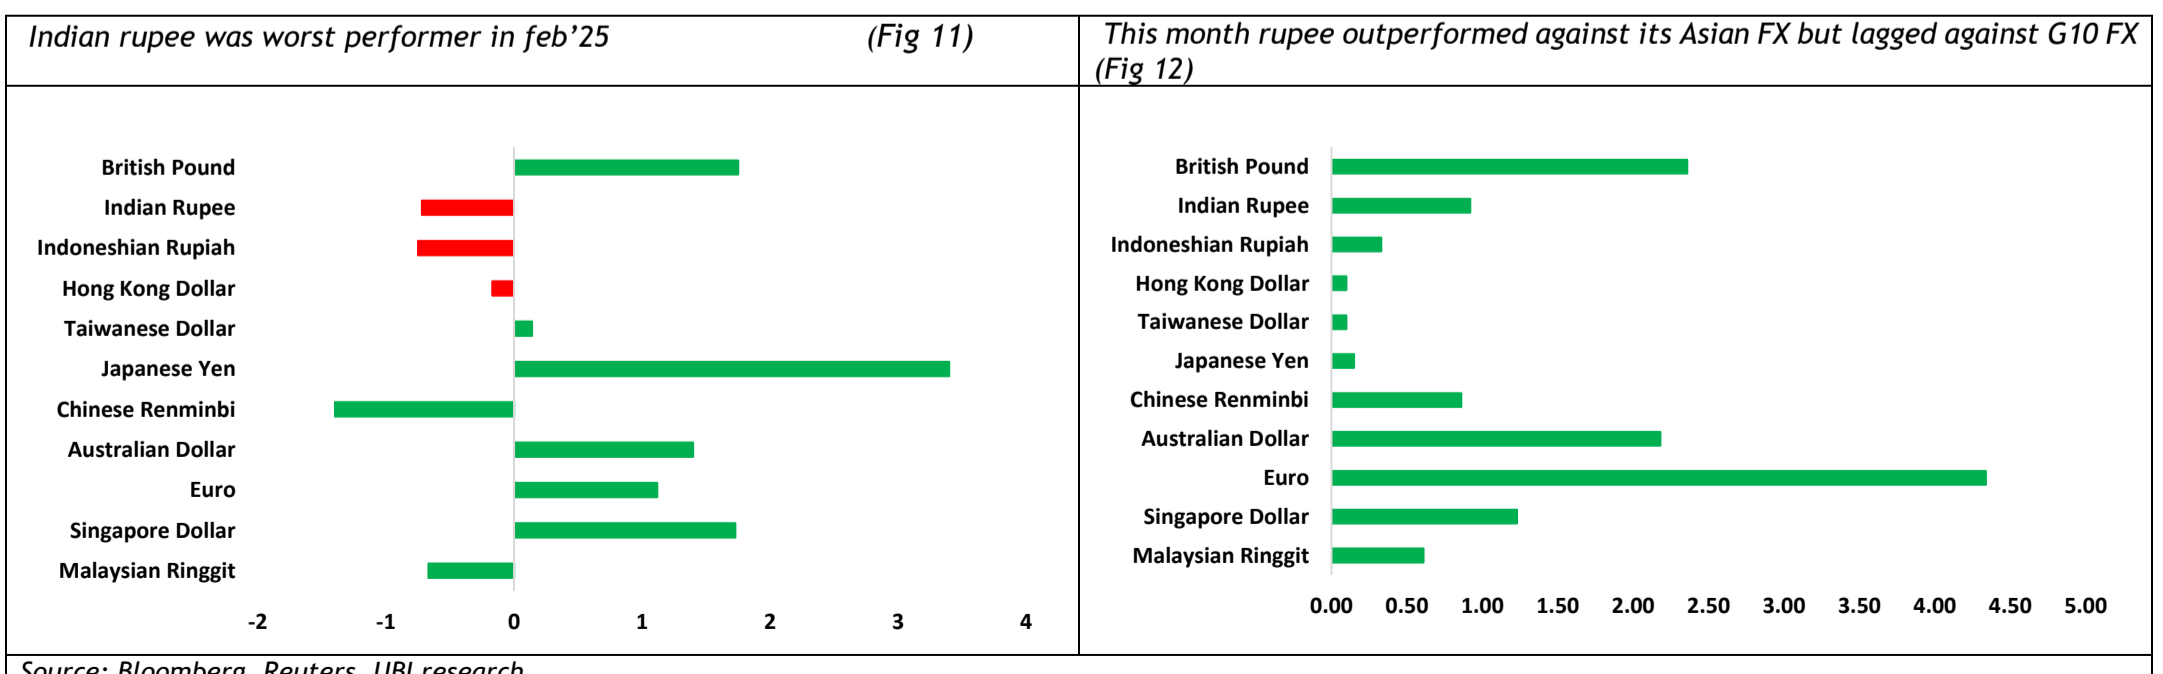 Indian rupee was worst performer in feb’25 (Fig 11)
This month rupee outperformed against its Asian FX but lagged against G10 FX
(Fig 12)
British Pound
Indian Rupee
Indoneshian Rupiah
Hong Kong Dollar
Taiwanese Dollar
Japanese Yen
Chinese Renminbi
Australian Dollar
Euro
Singapore Dollar
Malaysian Ringgit
-2 -1 0 1 2 3 4
British Pound
Indian Rupee
Indoneshian Rupiah
Hong Kong Dollar
Taiwanese Dollar
Japanese Yen
Chinese Renminbi
Australian Dollar
Euro
Singapore Dollar
Malaysian Ringgit
0.00 0.50 1.00 1.50 2.00 2.50 3.00 3.50 4.00 4.50 5.00
Source: Bloomberg, Reuters, UBI research